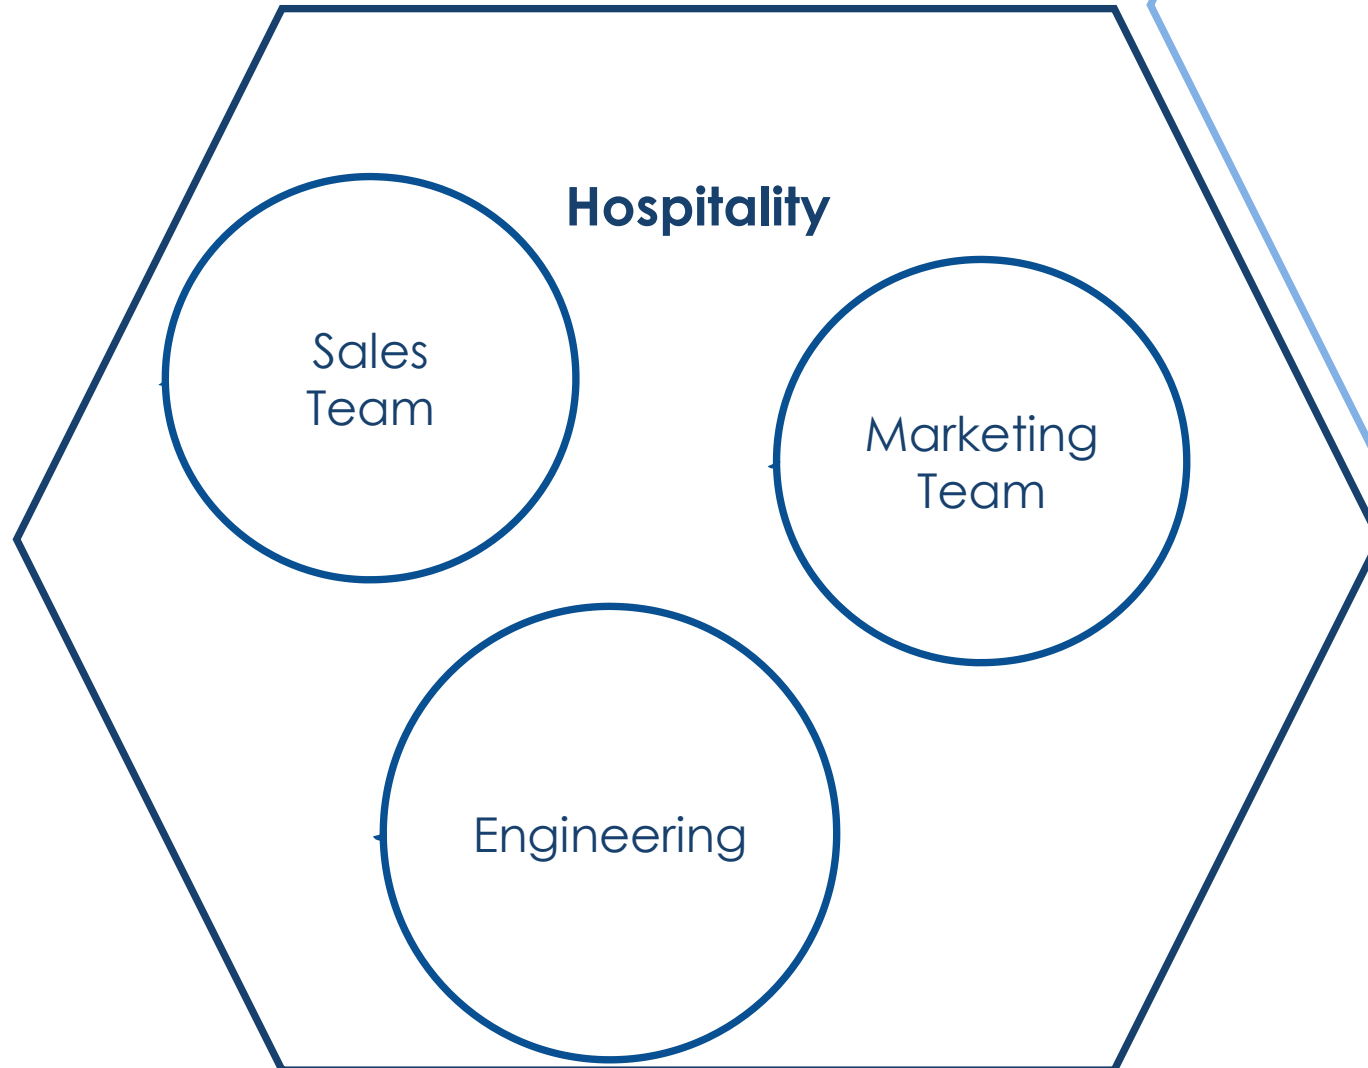 Hospitality
Sales
Team
Marketing
Team
Engineering